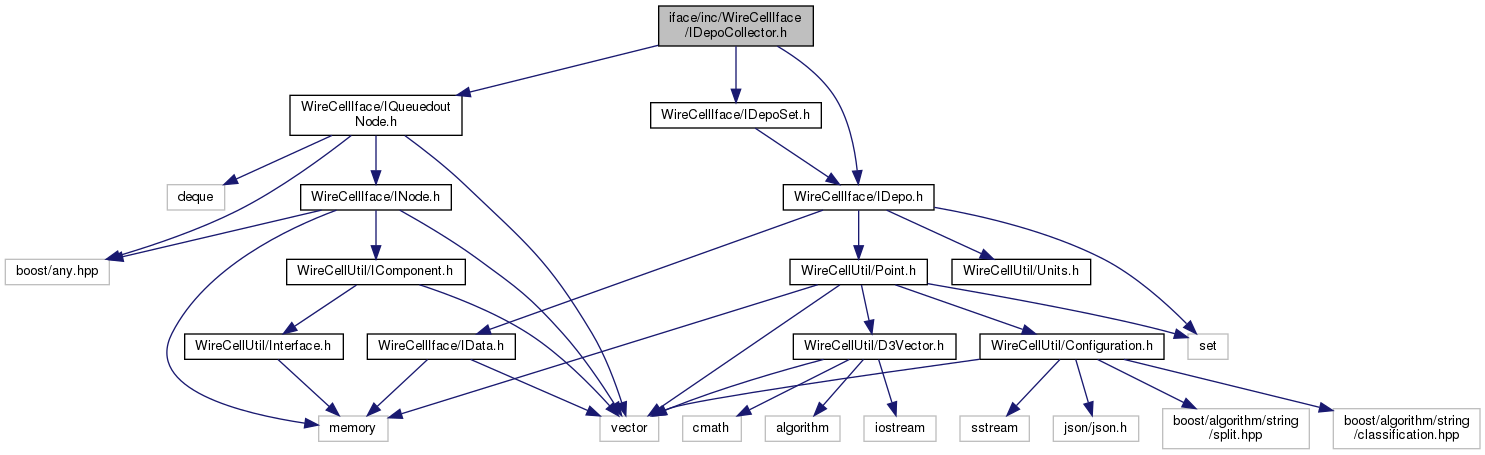 iface/inc/WireCellIface
/IDepoCollector.h
WireCellIface/IQueuedout
Node.h
WireCellIface/IDepoSet.h
deque
WireCellIface/INode.h
WireCellIface/IDepo.h
boost/any.hpp
WireCellUtil/IComponent.h
WireCellUtil/Point.h
WireCellUtil/Units.h
WireCellUtil/Interface.h
WireCellIface/IData.h
WireCellUtil/D3Vector.h
WireCellUtil/Configuration.h
set
memory
vector
cmath
algorithm
iostream
sstream
json/json.h
boost/algorithm/string
/split.hpp
boost/algorithm/string
/classification.hpp